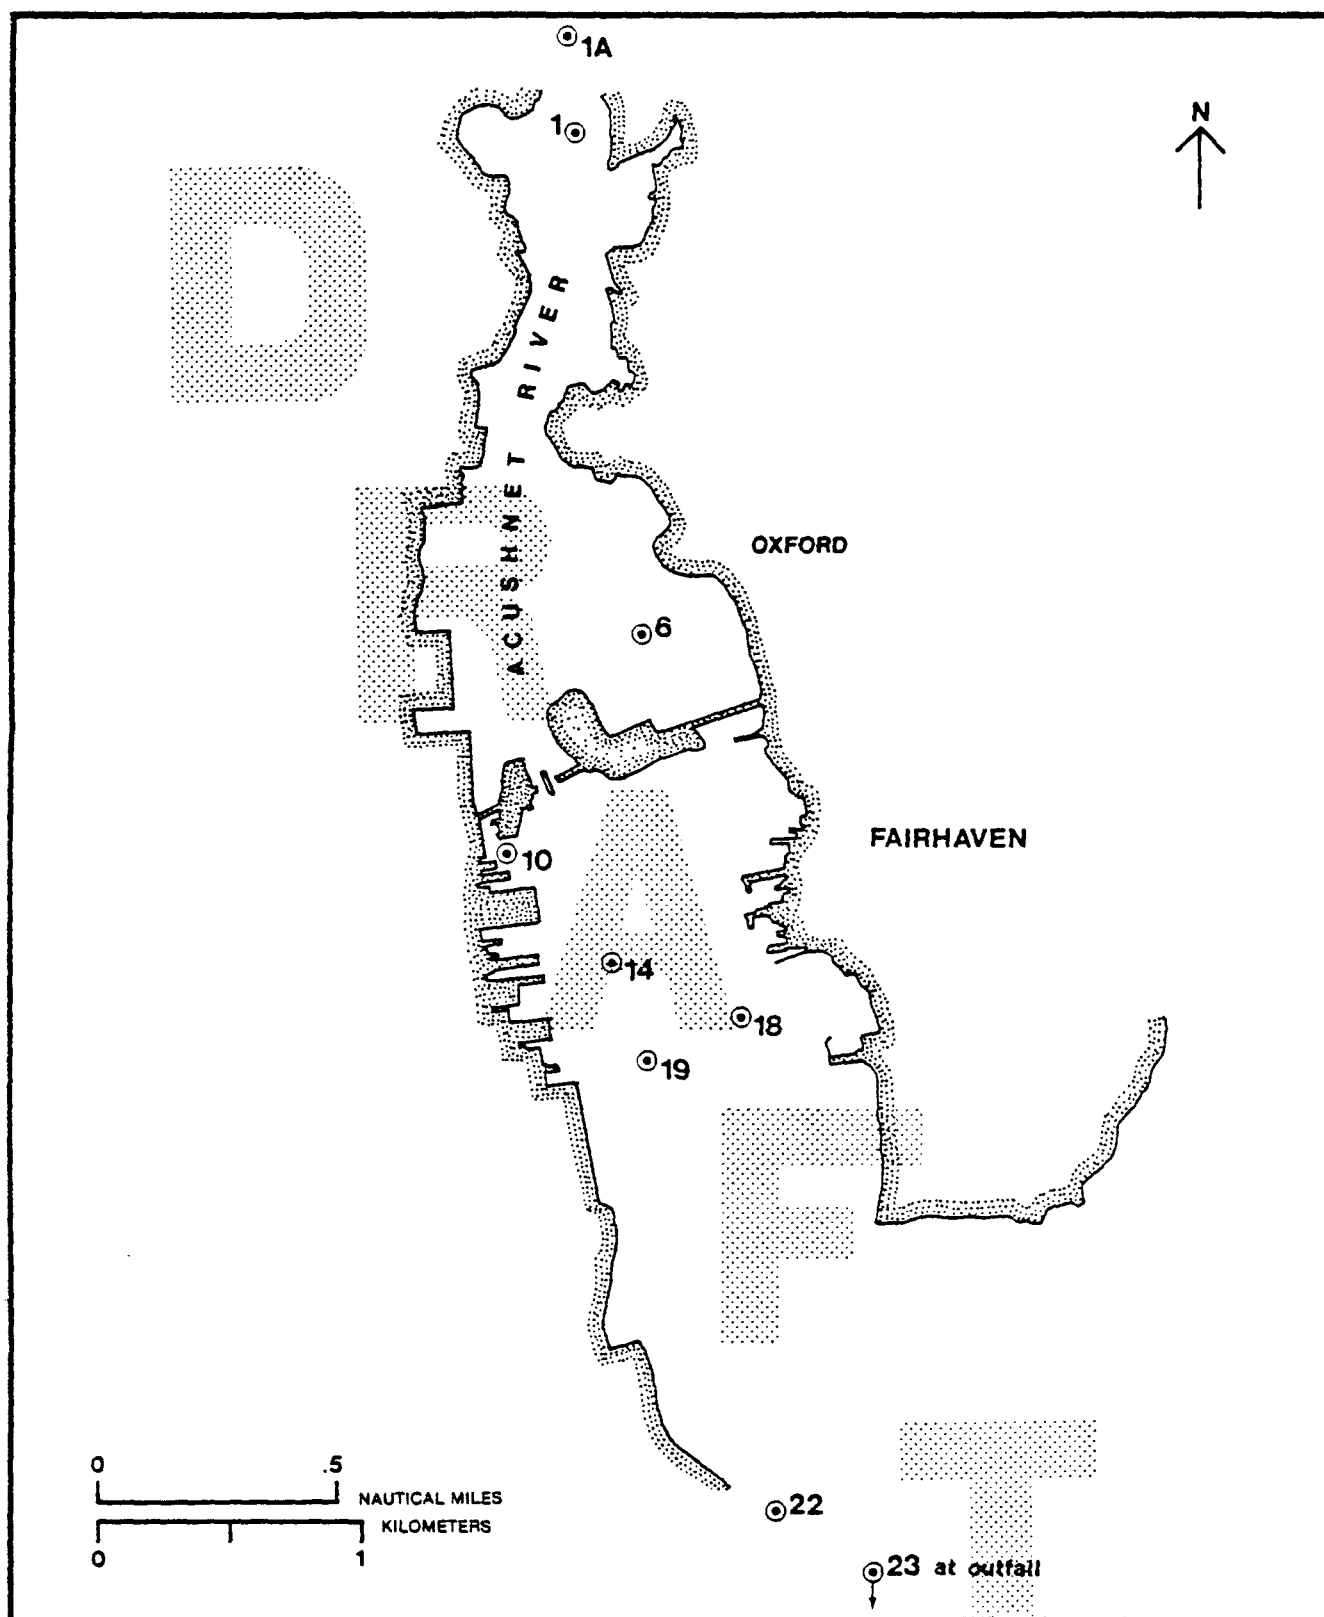 1A
1
N
ACUSHNET RIVER
OXFORD
6
FAIRHAVEN
10
14
18
19
0 .5
NAUTICAL MILES
KILOMETERS
0 1
22
23 at outfall
DRAFT